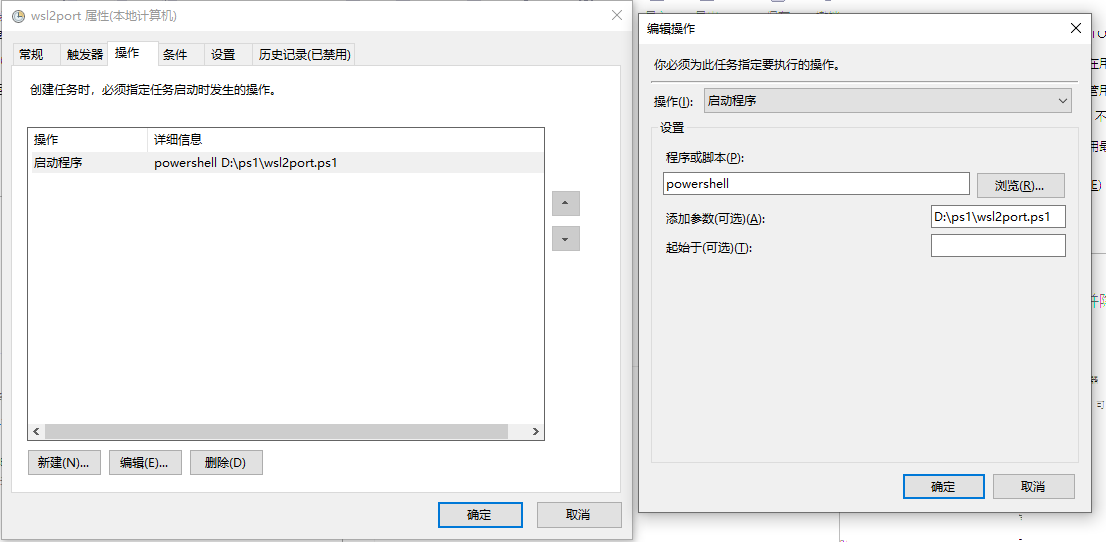 wsl2port 属性(本地计算机)
常规
触发器
操作
条件
设置
历史记录(已禁用)
创建任务时，必须指定任务启动时发生的操作。
操作
详细信息
启动程序
powershell D:\ps1\wsl2port.ps1
新建(N)...
编辑(E)...
删除(D)
确定
取消
编辑操作
你必须为此任务指定要执行的操作。
操作(I):
启动程序
设置
程序或脚本(P):
powershell
浏览(R)...
添加参数(可选)(A):
D:\ps1\wsl2port.ps1
起始于(可选)(T):
确定
取消